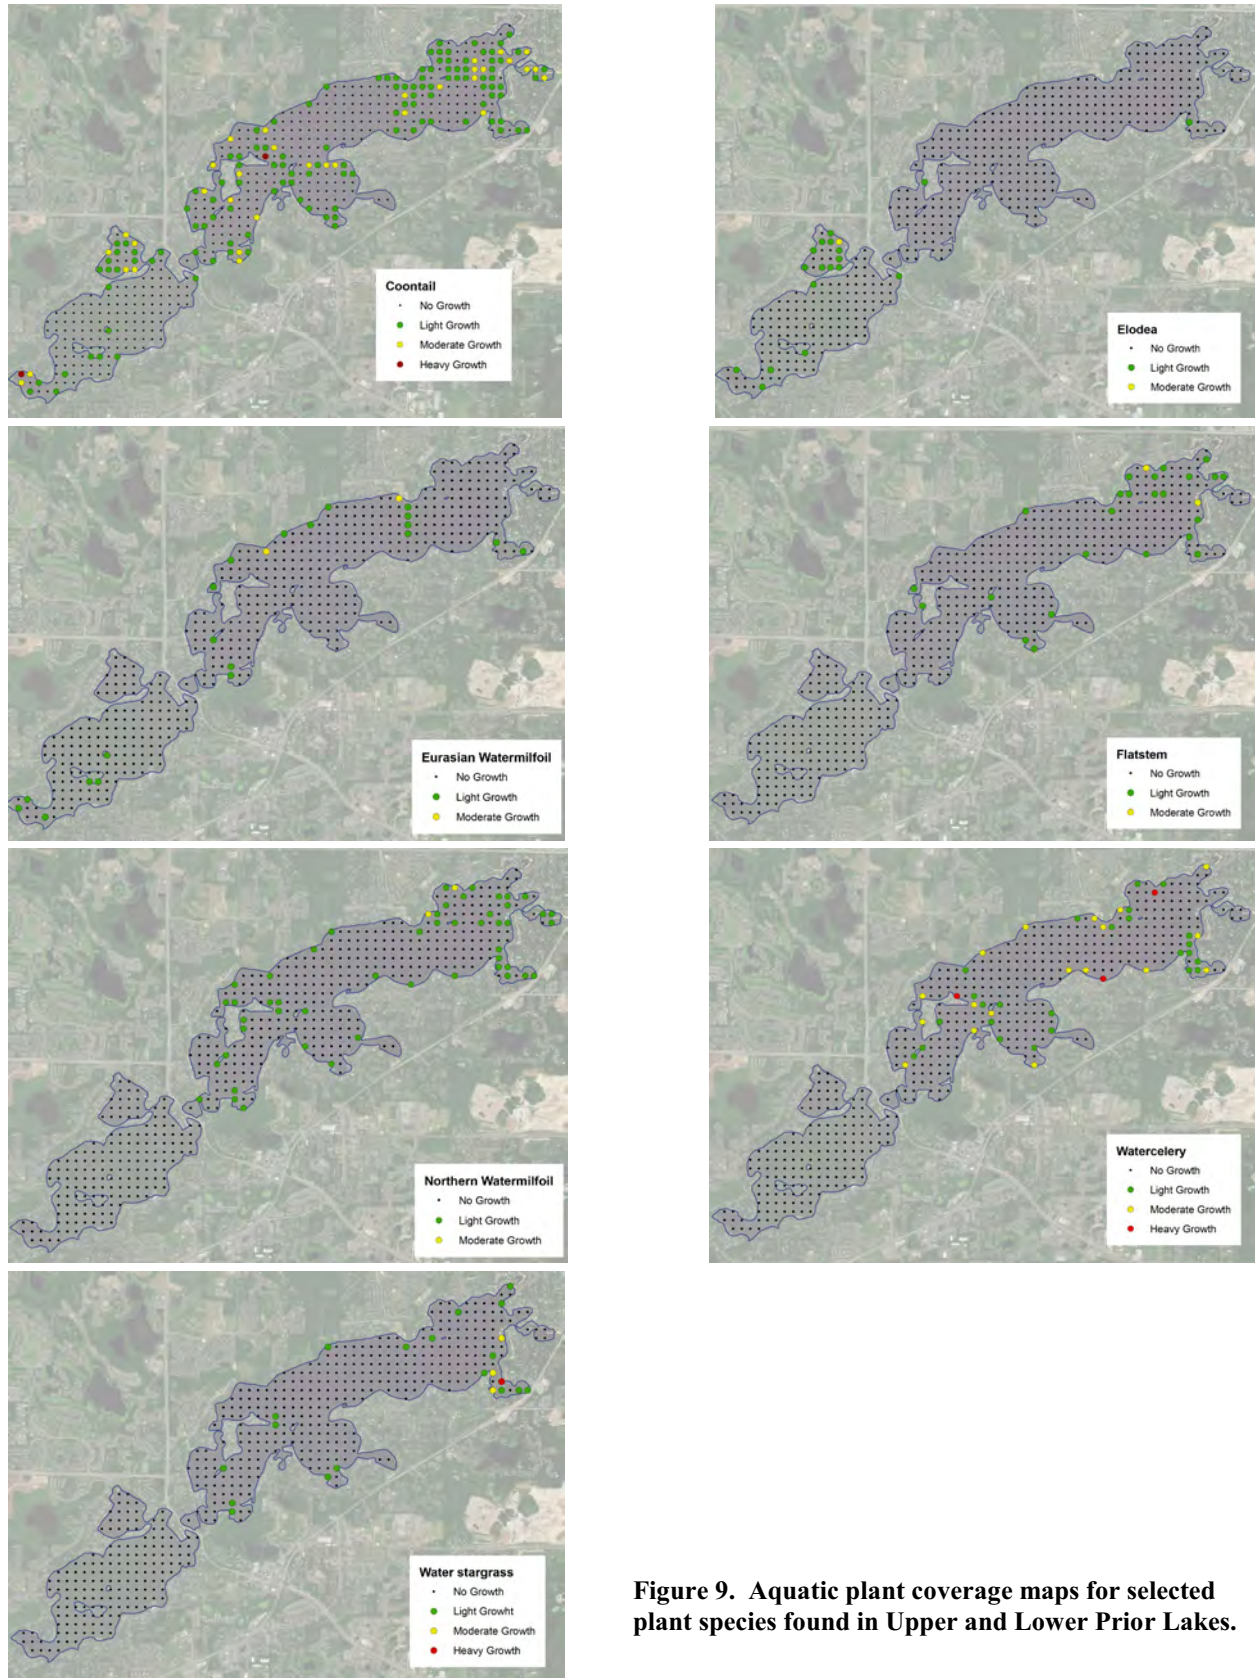 Coontail
No Growth
Light Growth
Moderate Growth
Heavy Growth
Elodea
No Growth
Light Growth
Moderate Growth
Eurasian Watermilfoil
No Growth
Light Growth
Moderate Growth
Flatstem
No Growth
Light Growth
Moderate Growth
Northern Watermilfoil
No Growth
Light Growth
Moderate Growth
Watercelery
No Growth
Light Growth
Moderate Growth
Heavy Growth
Water stargrass
No Growth
Light Growht
Moderate Growth
Heavy Growth
Figure 9. Aquatic plant coverage maps for selected
plant species found in Upper and Lower Prior Lakes.